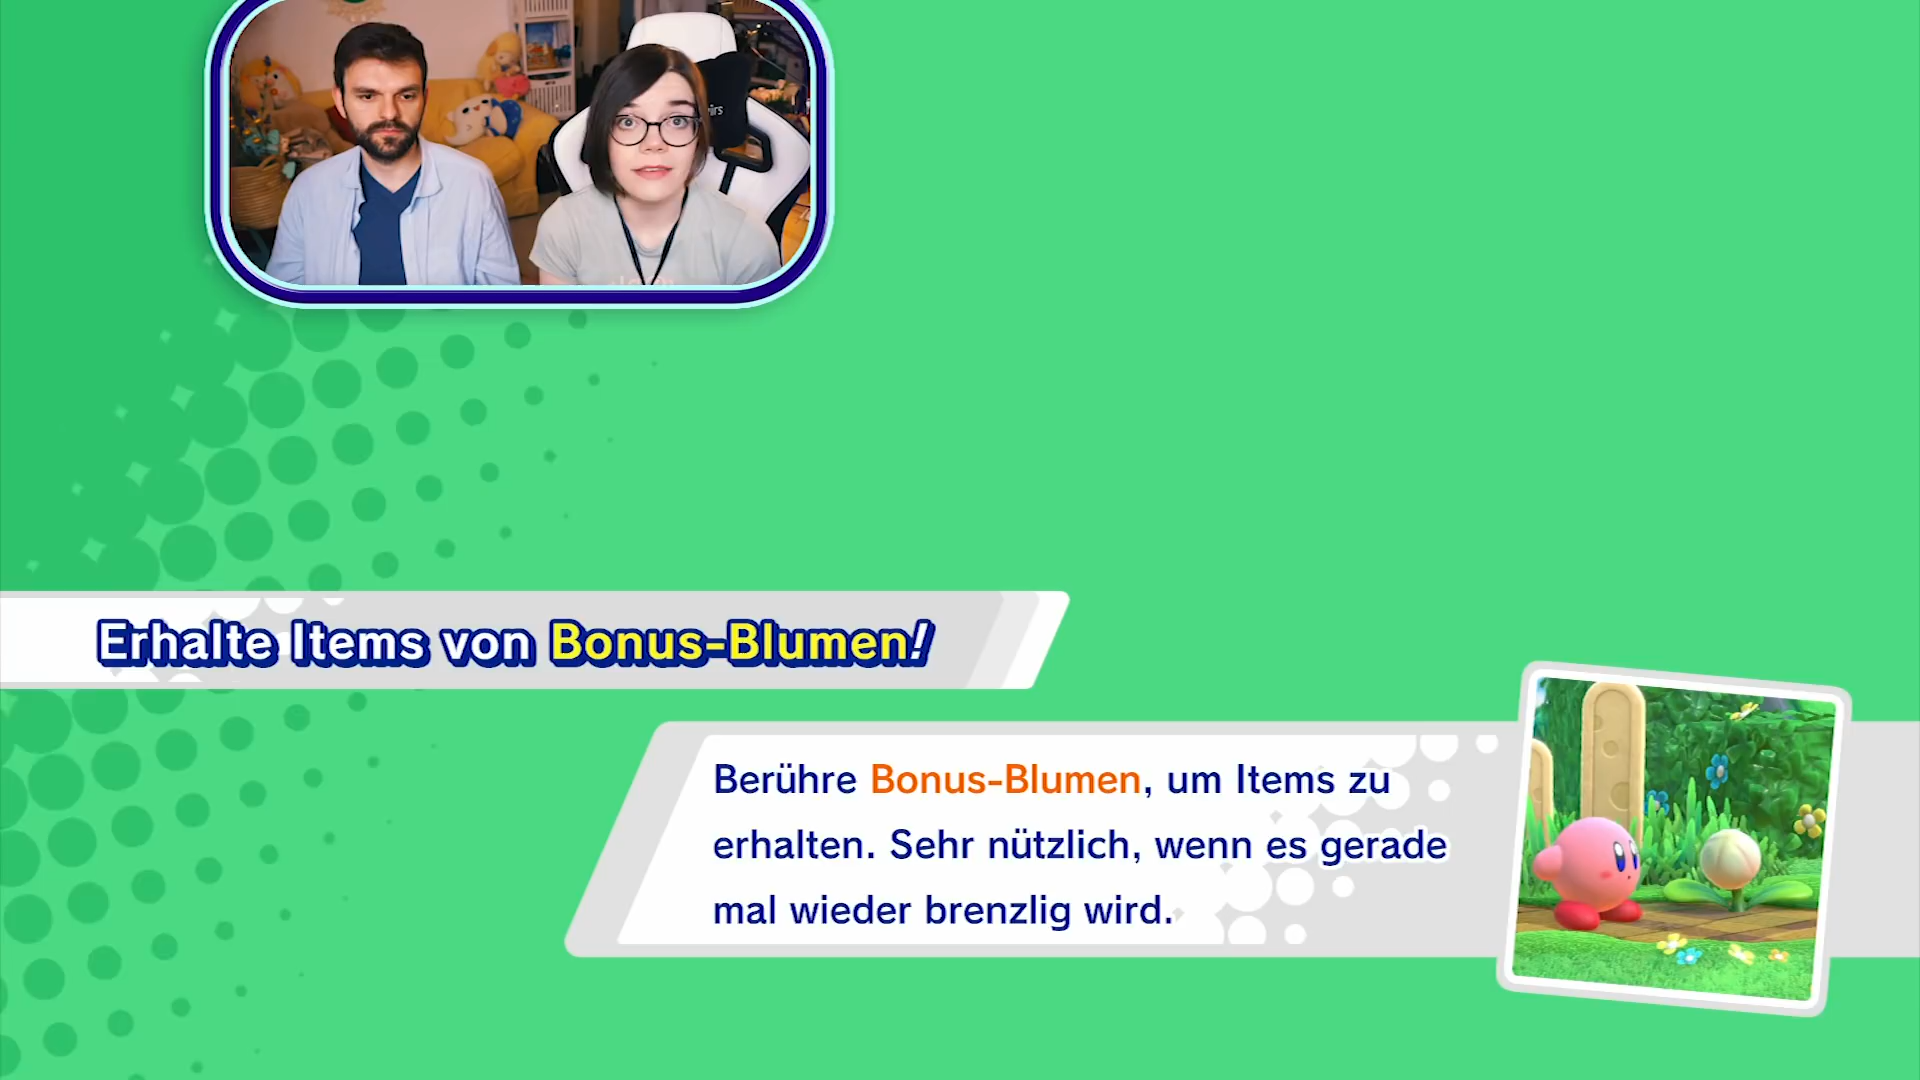 Erhalte Items von Bonus-Blumen!
Berühre Bonus-Blumen, um Items zu
erhalten. Sehr nützlich, wenn es gerade
mal wieder brenzlig wird.